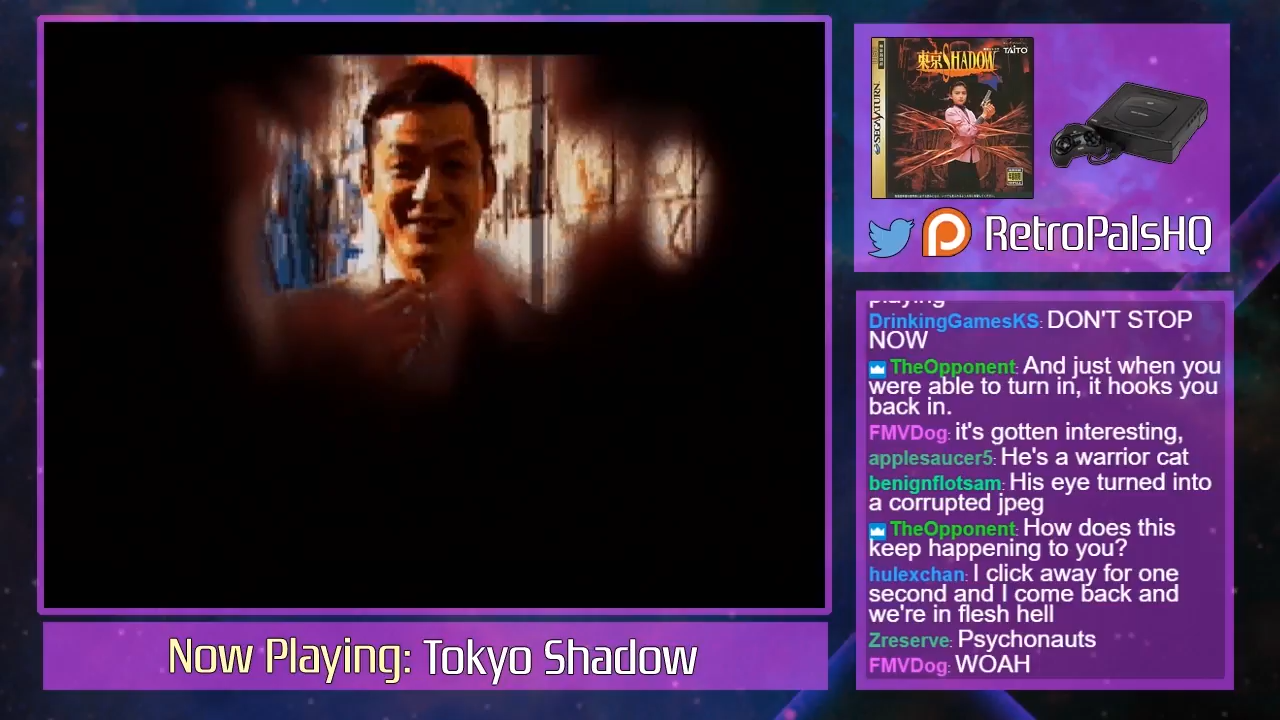 東京SHADOW
TAITO
SEGA SATURN
RetroPalsHQ
playing
DrinkingGamesKS: DON'T STOP
NOW
TheOpponent: And just when you
were able to turn in, it hooks you
back in.
FMVDog: it's gotten interesting,
applesaucer5: He's a warrior cat
benignflotsam: His eye turned into
a corrupted jpeg
TheOpponent: How does this
keep happening to you?
hulexchan: I click away for one
second and I come back and
we're in flesh hell
Zreserve: Psychonauts
FMVDog: WOAH
Now Playing: Tokyo Shadow